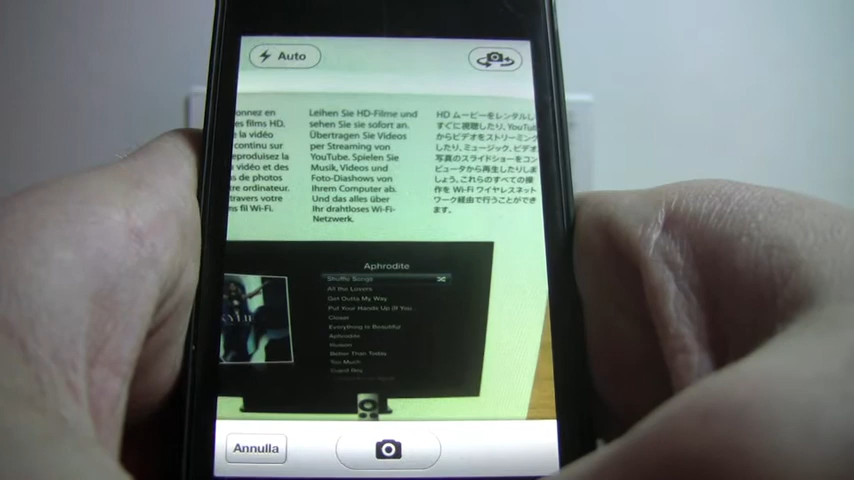 Auto
onnez en
es films HD.
la vidéo
continu sur
eproduisez la
vidéo et des
s de photos
re ordinateur.
travers votre
ns fil Wi-Fi.
Leihen Sie HD-Filme und
sehen Sie sie sofort an.
Übertragen Sie Videos
per Streaming von
YouTube. Spielen Sie
Musik, Videos und
Foto-Diashows von
Ihrem Computer ab.
Und das alles über
Ihr drahtloses Wi-Fi-
Netzwerk.
HD ムービーをレンタルし
すぐに視聴したり、YouTub
からビデオをストリーミング
したり、ミュージック、ビデオ
写真のスライドショーをコン
ピュータから再生したりしま
しょう。これらのすべての操
作を Wi-Fi ワイヤレスネット
ワーク経由で行うことができ
ます。
Aphrodite
Shuffle Songs
All the Lovers
Get Outta My Way
Put Your Hands Up (If You
Closer
Everything Is Beautiful
Aphrodite
Illusion
Better Than Today
Too Much
Cupid Boy
Annulla